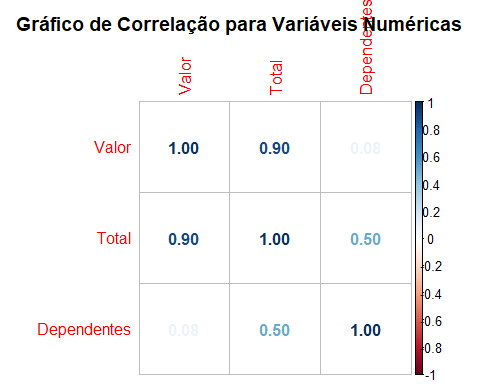 Gráfico de Correlação para Variáveis Numéricas
Valor
Total
Dependentes
Valor 1.00 0.90 0.08
Total 0.90 1.00 0.50
Dependentes 0.08 0.50 1.00
1
0.8
0.6
0.4
0.2
0
-0.2
-0.4
-0.6
-0.8
-1